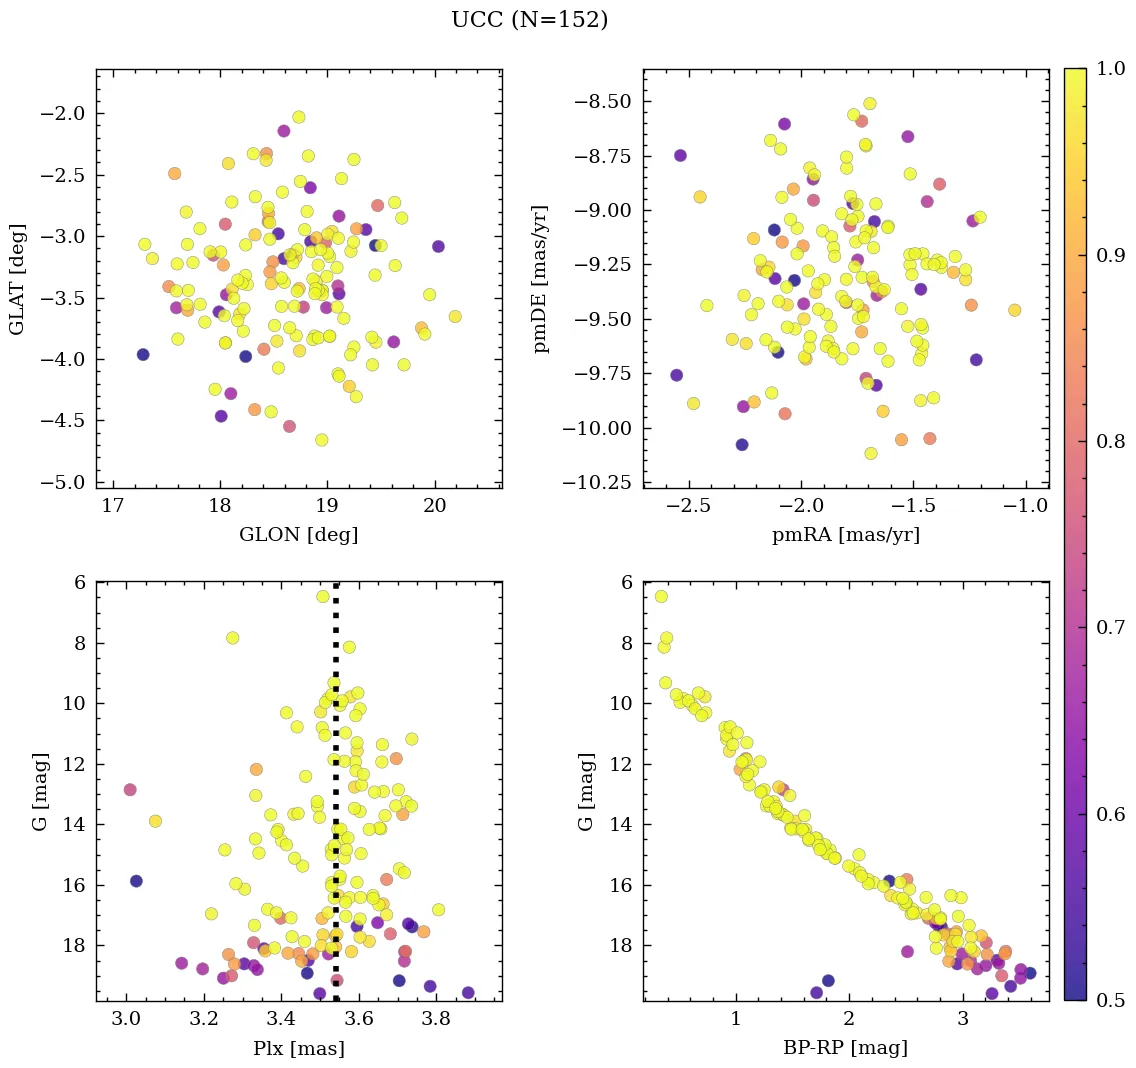 UCC (N=152)
−2.0
−2.5
−3.0
−3.5
−4.0
−4.5
−5.0
GLAT [deg]
17 18 19 20
GLON [deg]
−8.50
−8.75
−9.00
−9.25
−9.50
−9.75
−10.00
−10.25
pmDE [mas/yr]
−2.5 −2.0 −1.5 −1.0
pmRA [mas/yr]
1.0
0.9
0.8
0.7
0.6
0.5
6
8
10
12
14
16
18
G [mag]
3.0 3.2 3.4 3.6 3.8
Plx [mas]
6
8
10
12
14
16
18
G [mag]
1 2 3
BP-RP [mag]